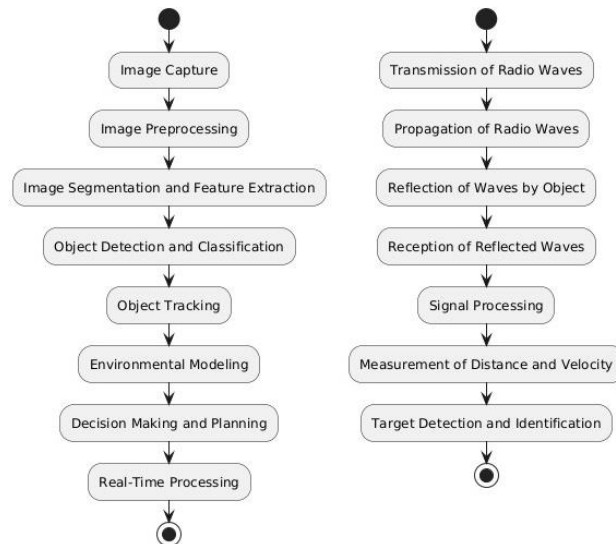 Image Capture
Image Preprocessing
Image Segmentation and Feature Extraction
Object Detection and Classification
Object Tracking
Environmental Modeling
Decision Making and Planning
Real-Time Processing
Transmission of Radio Waves
Propagation of Radio Waves
Reflection of Waves by Object
Reception of Reflected Waves
Signal Processing
Measurement of Distance and Velocity
Target Detection and Identification